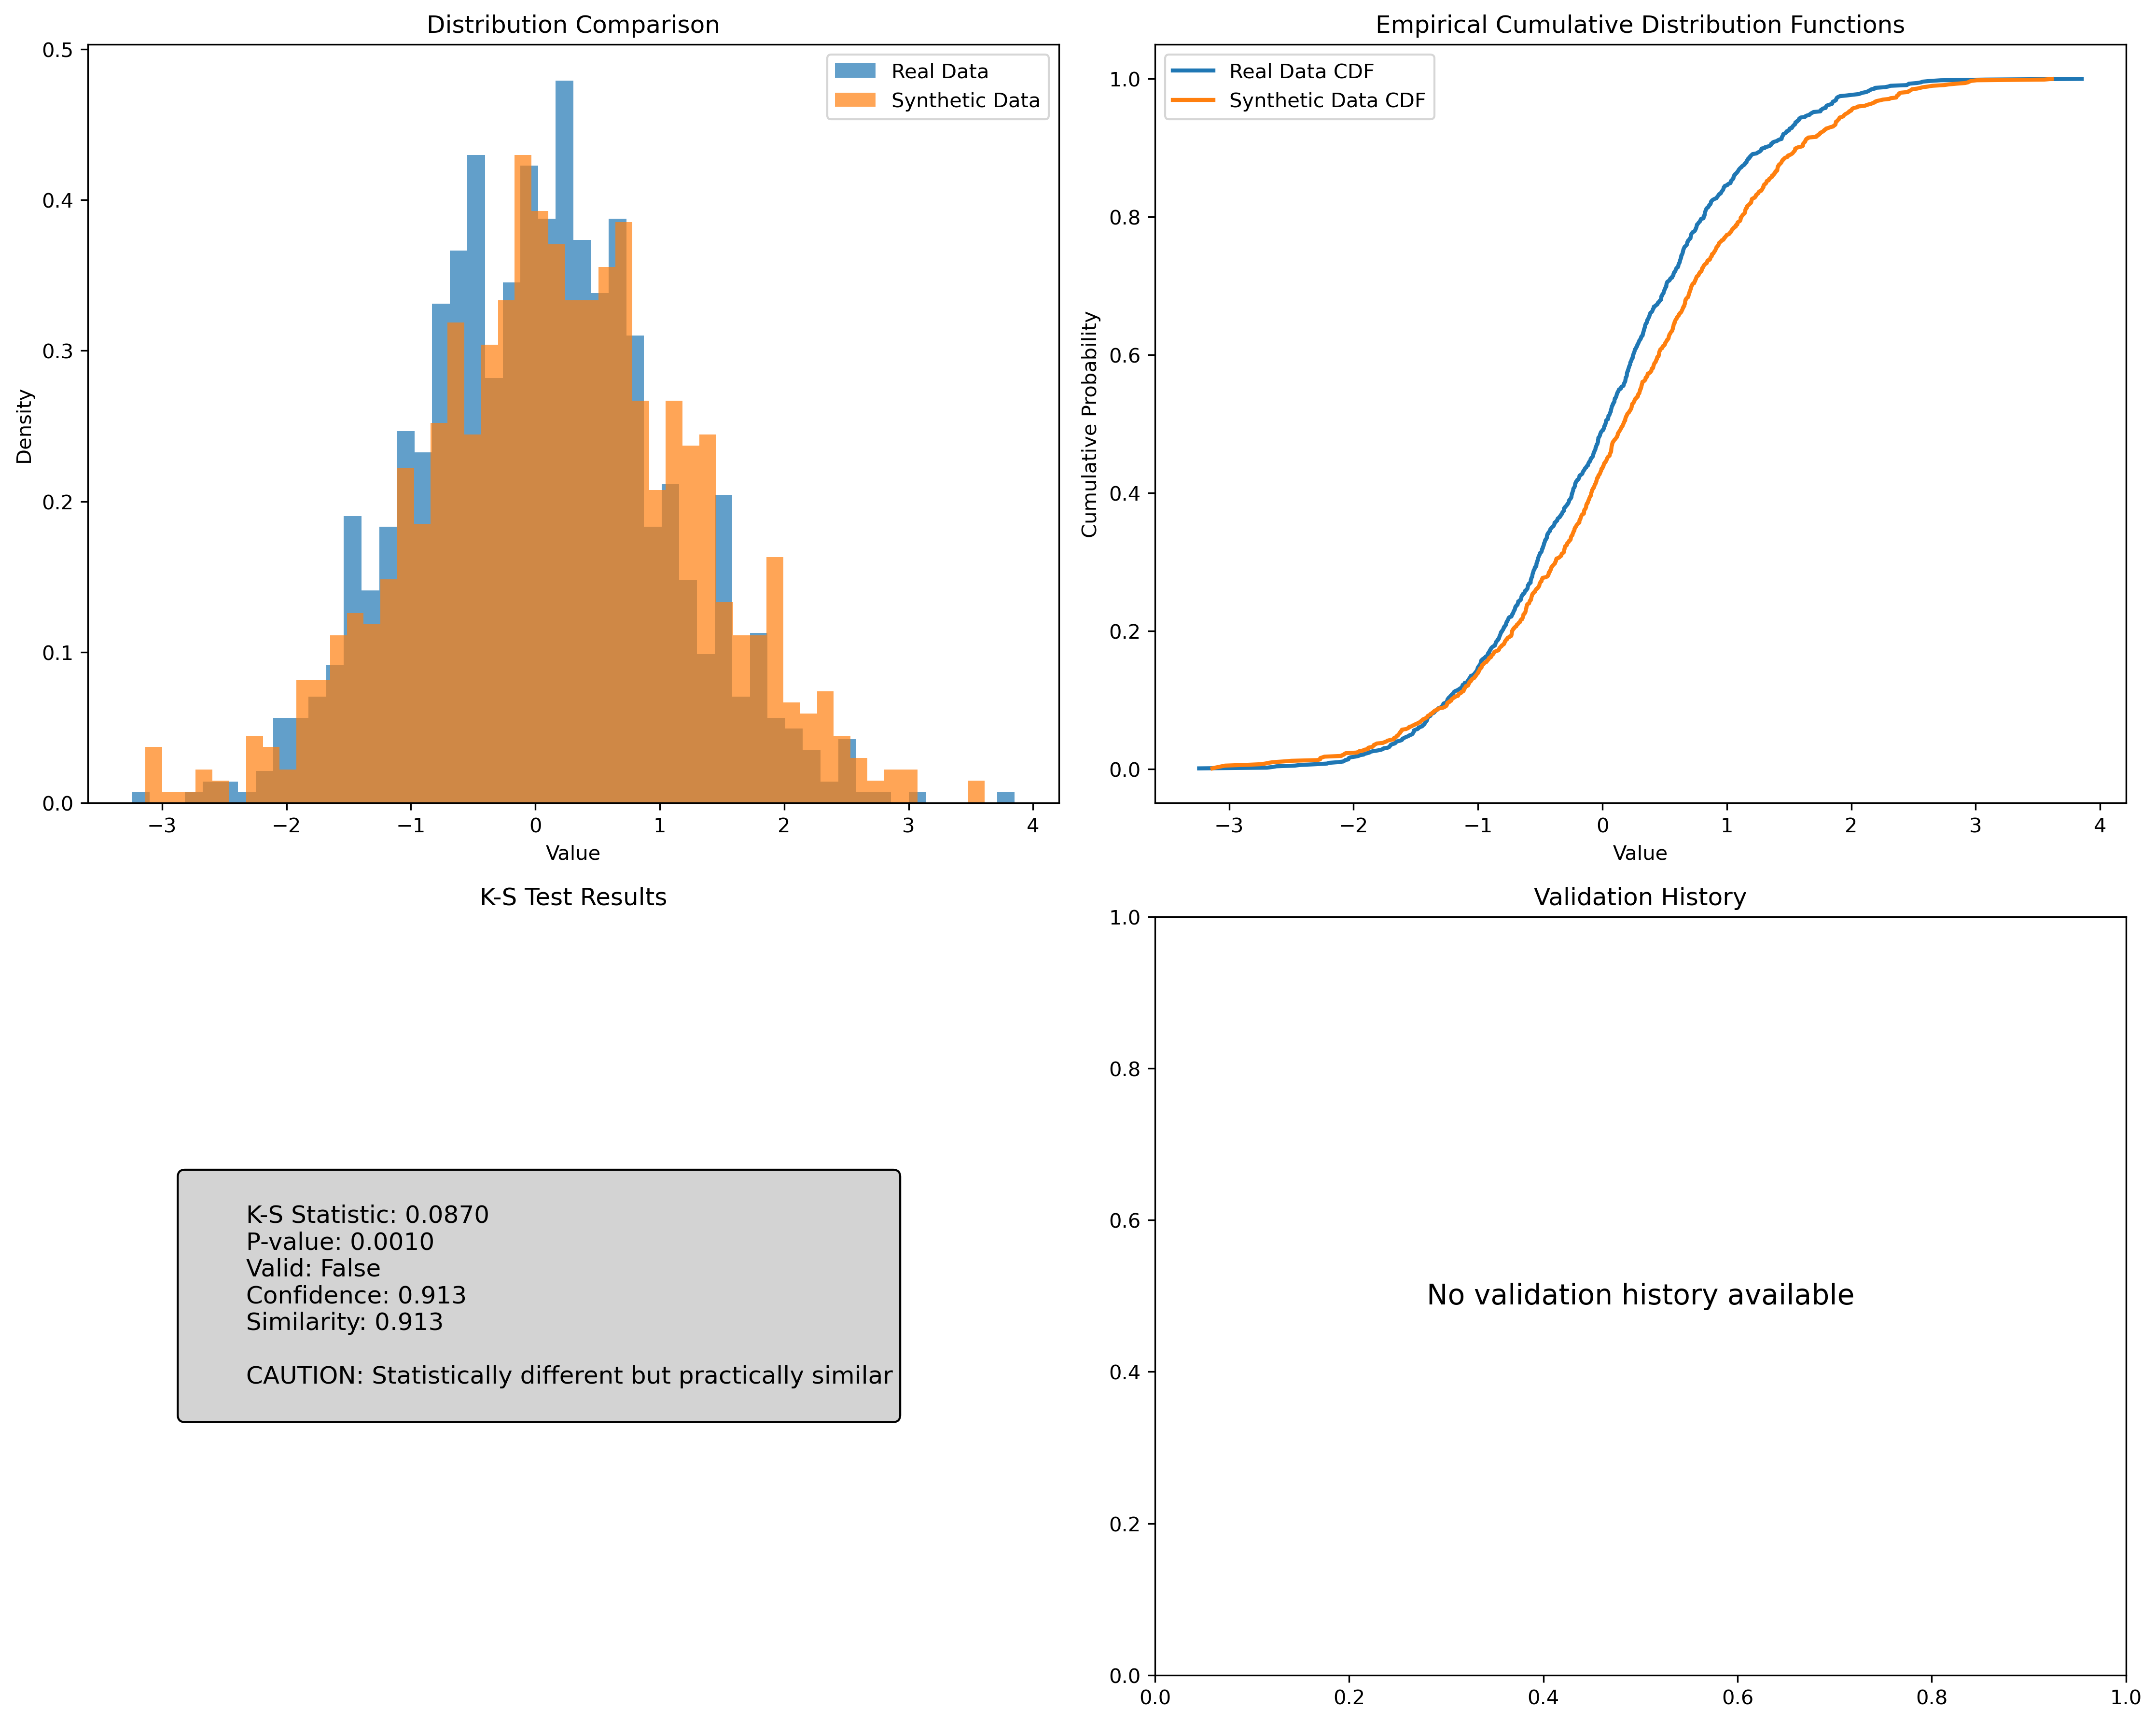 Distribution Comparison
Real Data
Synthetic Data
Density
0.5
0.4
0.3
0.2
0.1
0.0
−3 −2 −1 0 1 2 3 4
Value
Empirical Cumulative Distribution Functions
Real Data CDF
Synthetic Data CDF
Cumulative Probability
1.0
0.8
0.6
0.4
0.2
0.0
−3 −2 −1 0 1 2 3 4
Value
K-S Test Results
K-S Statistic: 0.0870
P-value: 0.0010
Valid: False
Confidence: 0.913
Similarity: 0.913
CAUTION: Statistically different but practically similar
Validation History
1.0
0.8
0.6
0.4
0.2
0.0
No validation history available
0.0 0.2 0.4 0.6 0.8 1.0